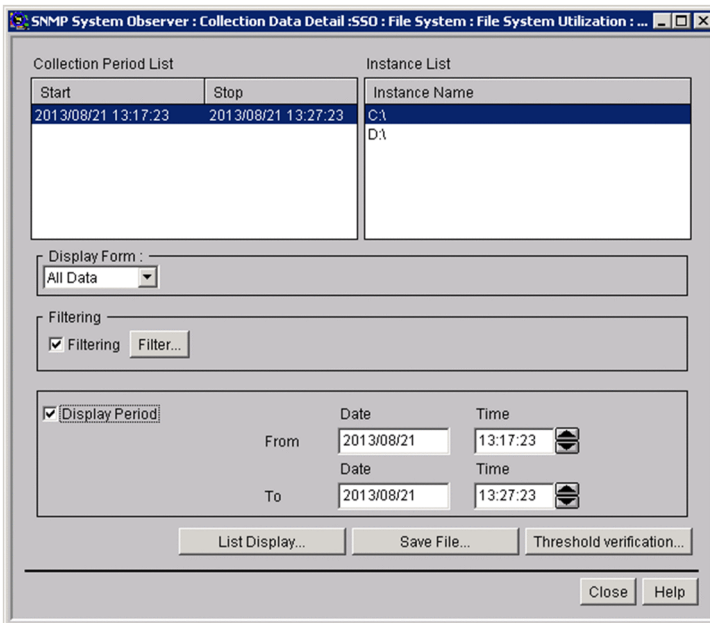 SNMP System Observer : Collection Data Detail :SSO : File System : File System Utilization : ...
Collection Period List
Instance List
Start Stop
Instance Name
2013/08/21 13:17:23 2013/08/21 13:27:23
C:\
D:\
Display Form :
All Data
Filtering
Filtering Filter...
Display Period
Date Time
From 2013/08/21 13:17:23
Date Time
To 2013/08/21 13:27:23
List Display... Save File... Threshold verification...
Close Help